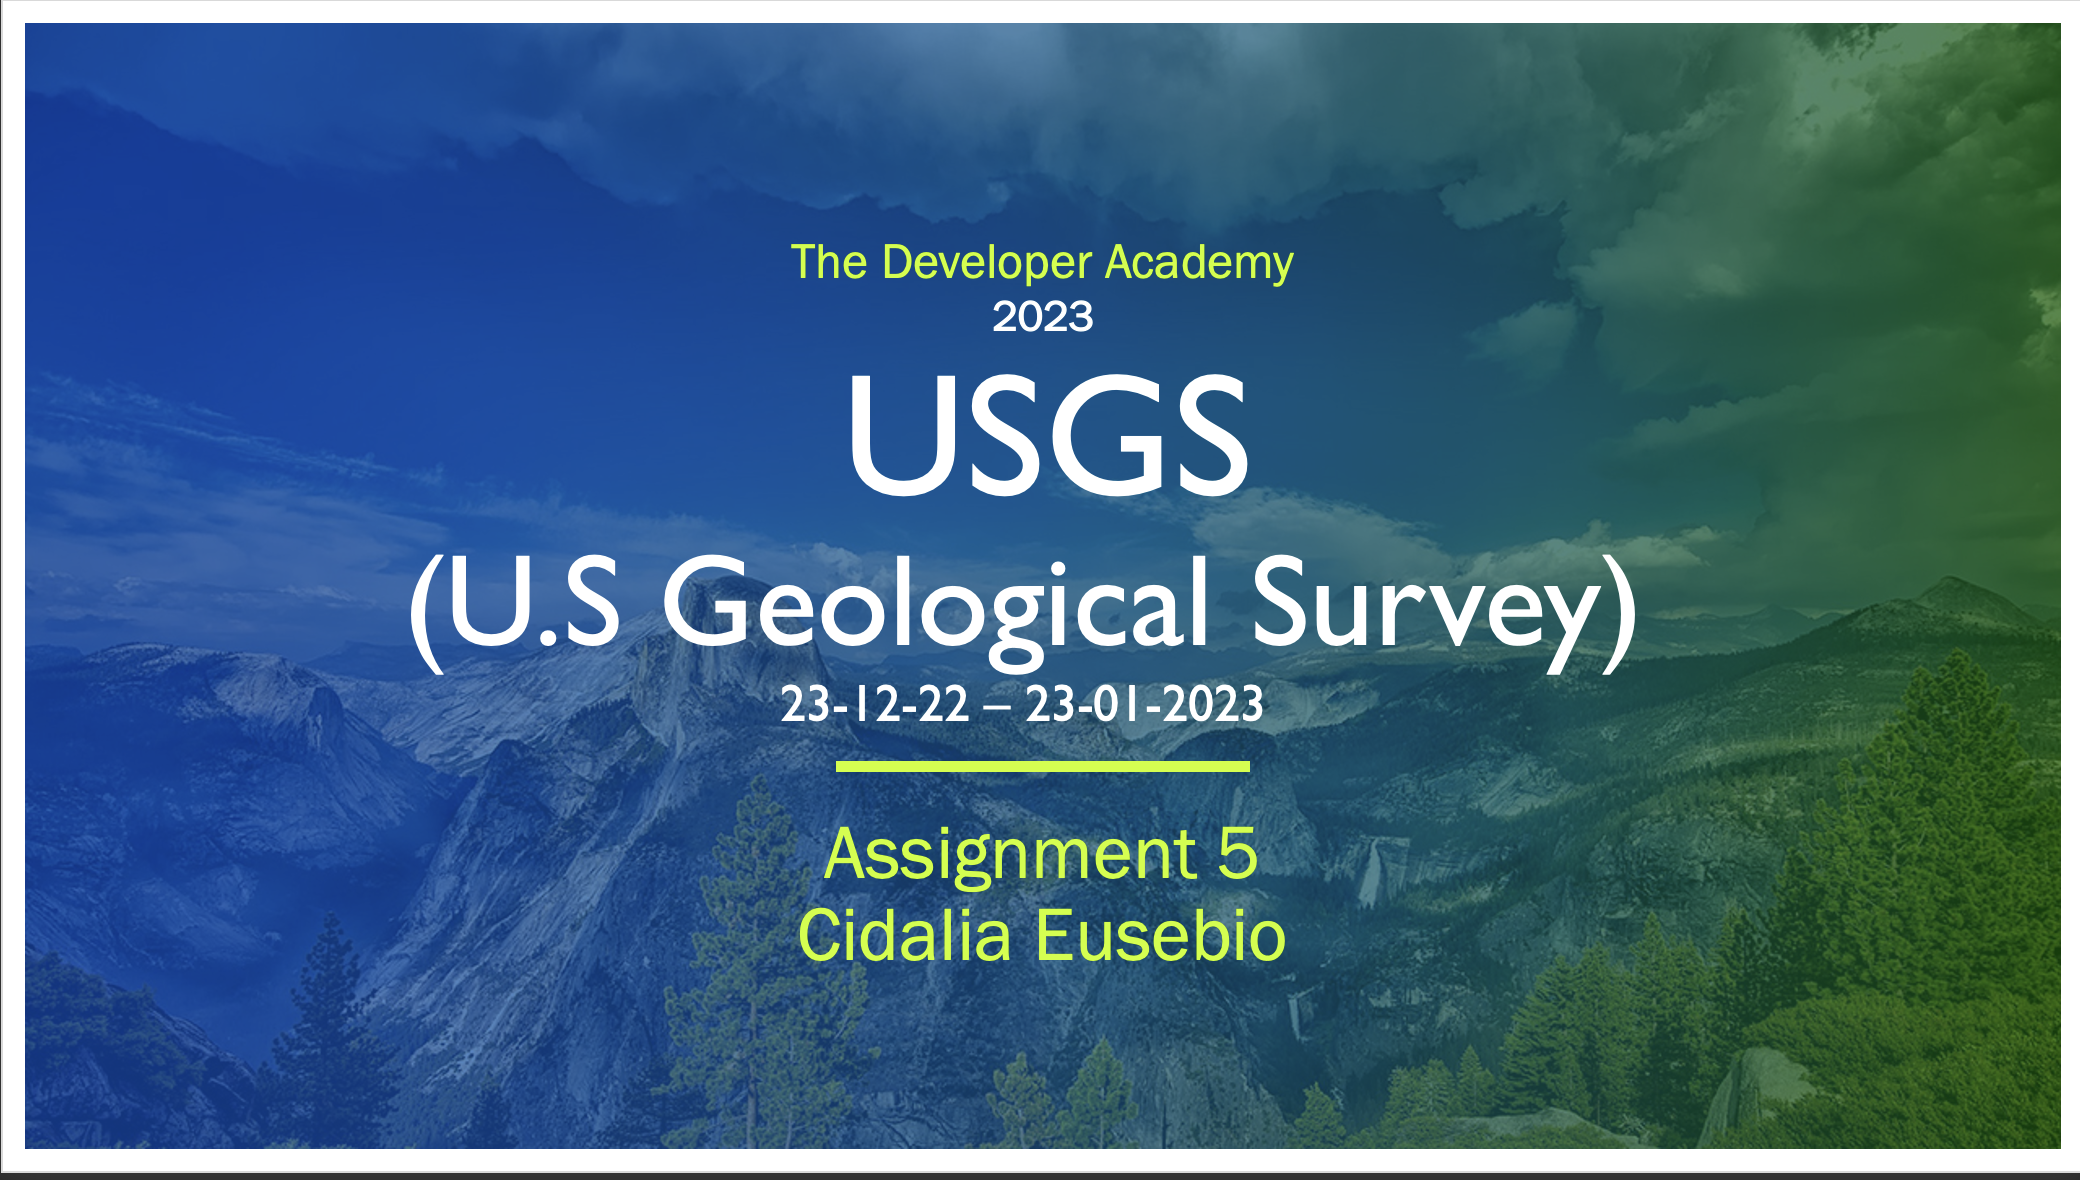 The Developer Academy
2023
USGS
(U.S Geological Survey)
23-12-22 – 23-01-2023
Assignment 5
Cidalia Eusebio